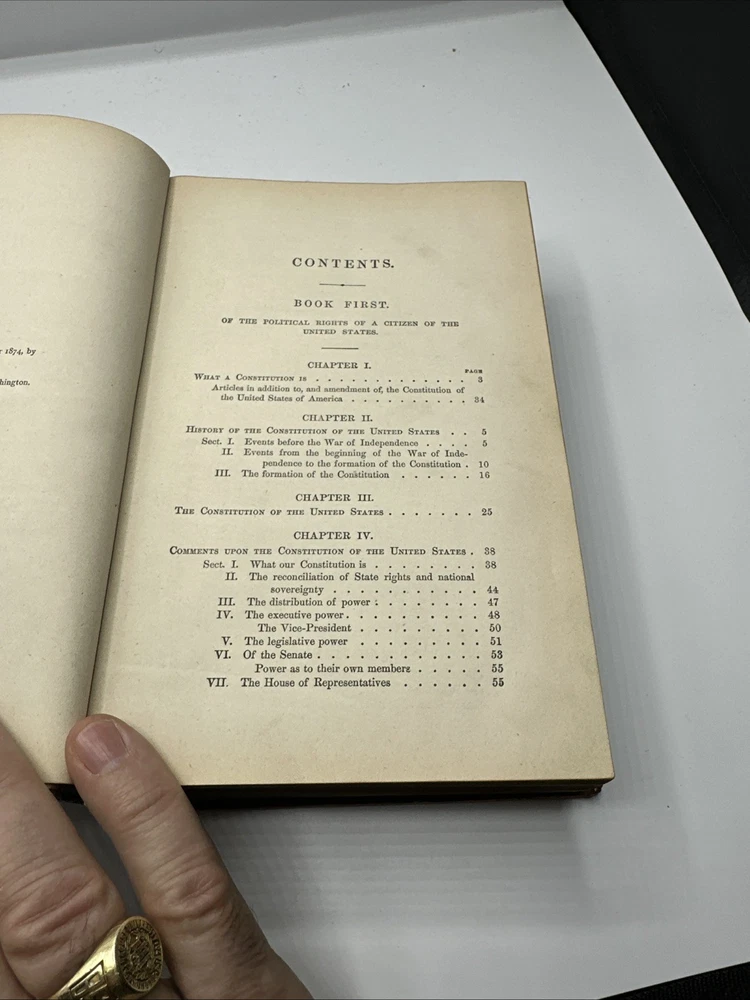 r 1874, by
hington.
CONTENTS.
BOOK FIRST.
OF THE POLITICAL RIGHTS OF A CITIZEN OF THE
UNITED STATES.
CHAPTER I.
PAGE
WHAT A CONSTITUTION IS . . . . . . . . . . . . . 3
Articles in addition to, and amendment of, the Constitution of
the United States of America . . . . . . . . . . 34
CHAPTER II.
HISTORY OF THE CONSTITUTION OF THE UNITED STATES . . 5
Sect. I. Events before the War of Independence . . . . 5
II. Events from the beginning of the War of Inde-
pendence to the formation of the Constitution . 10
III. The formation of the Constitution . . . . . . 16
CHAPTER III.
THE CONSTITUTION OF THE UNITED STATES . . . . . . . 25
CHAPTER IV.
COMMENTS UPON THE CONSTITUTION OF THE UNITED STATES . 38
Sect. I. What our Constitution is . . . . . . . . . 38
II. The reconciliation of State rights and national
sovereignty . . . . . . . . . . . . 44
III. The distribution of power . . . . . . . . 47
IV. The executive power . . . . . . . . . . . 48
The Vice-President . . . . . . . . . 50
V. The legislative power . . . . . . . . . 51
VI. Of the Senate . . . . . . . . . . . . . 53
Power as to their own members . . . . . 55
VII. The House of Representatives . . . . . . 55